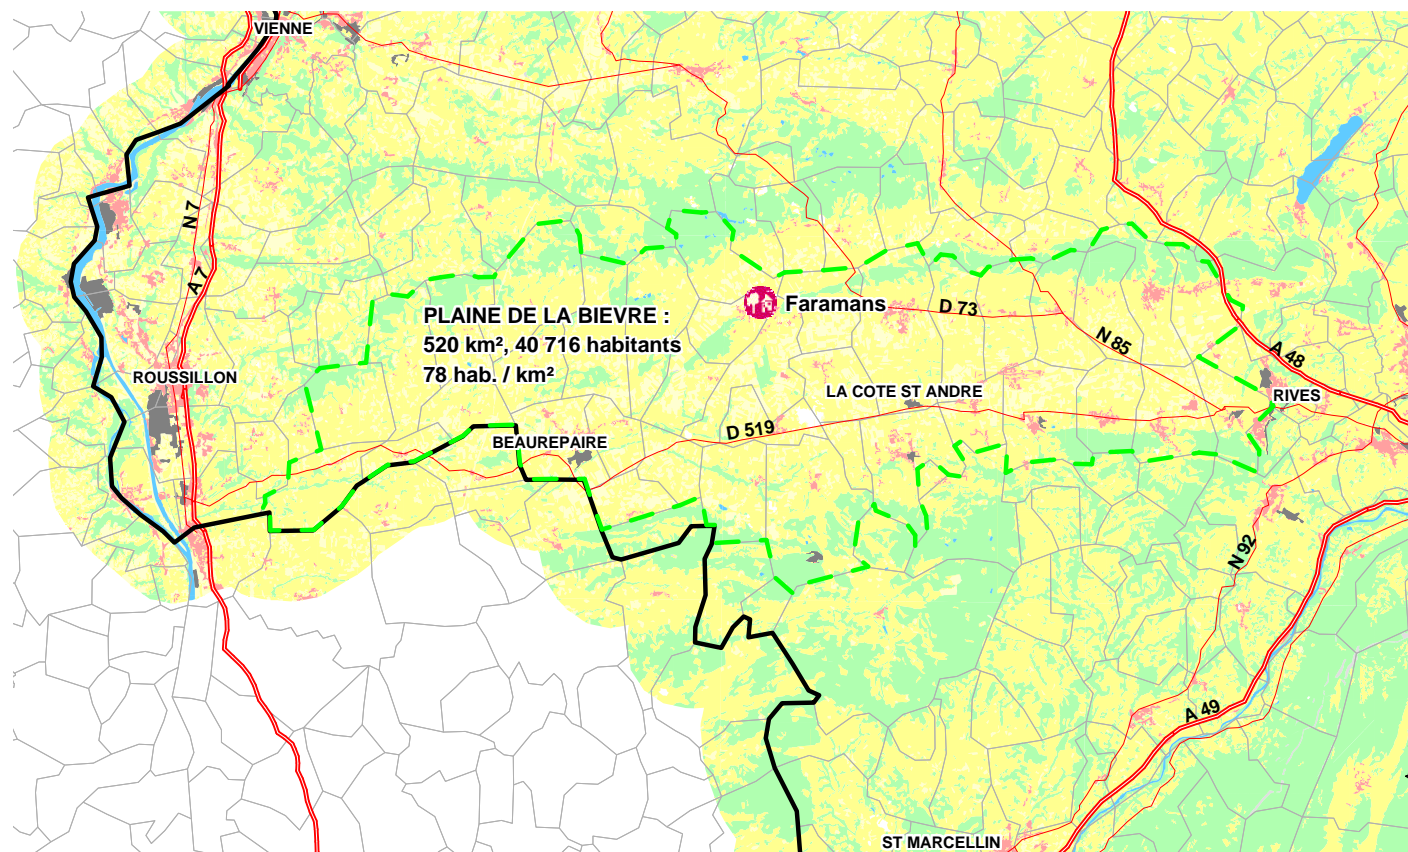 VIENNE
N 7
A 7
PLAINE DE LA BIEVRE :
520 km², 40 716 habitants
78 hab. / km²
Faramans
D 73
N 85
A 48
ROUSSILLON
LA COTE ST ANDRE
RIVES
BEAUREPAIRE
D 519
N 92
A 49
ST MARCELLIN